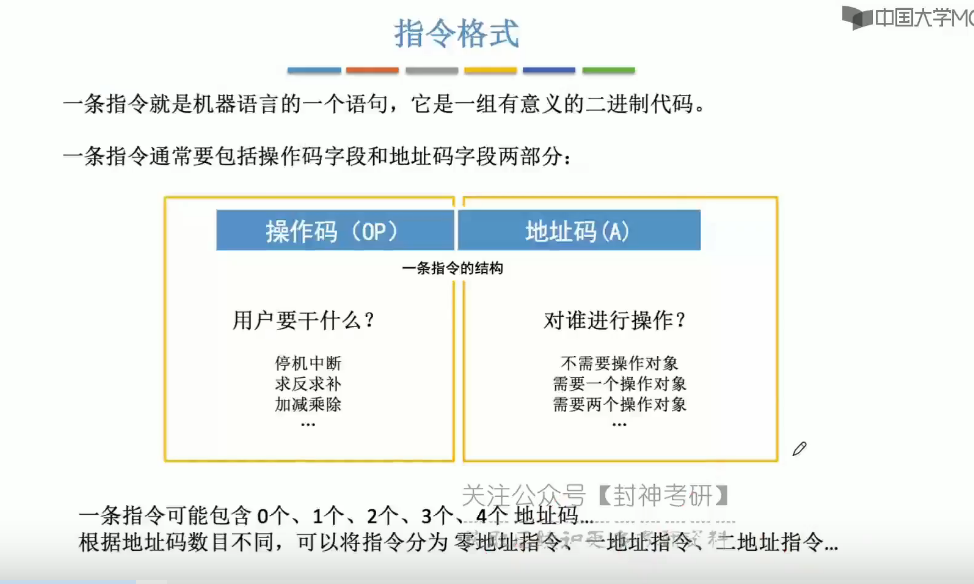 指令格式
中国大学MO
一条指令就是机器语言的一个语句，它是一组有意义的二进制代码。
一条指令通常要包括操作码字段和地址码字段两部分：
操作码（OP） 地址码(A)
一条指令的结构
用户要干什么？ 对谁进行操作？
停机中断 不需要操作对象
求反求补 需要一个操作对象
加减乘除 需要两个操作对象
… …
关注公众号【封神考研】
一条指令可能包含 0个、1个、2个、3个、4个 地址码…
根据地址码数目不同，可以将指令分为 零地址指令、一地址指令、二地址指令…